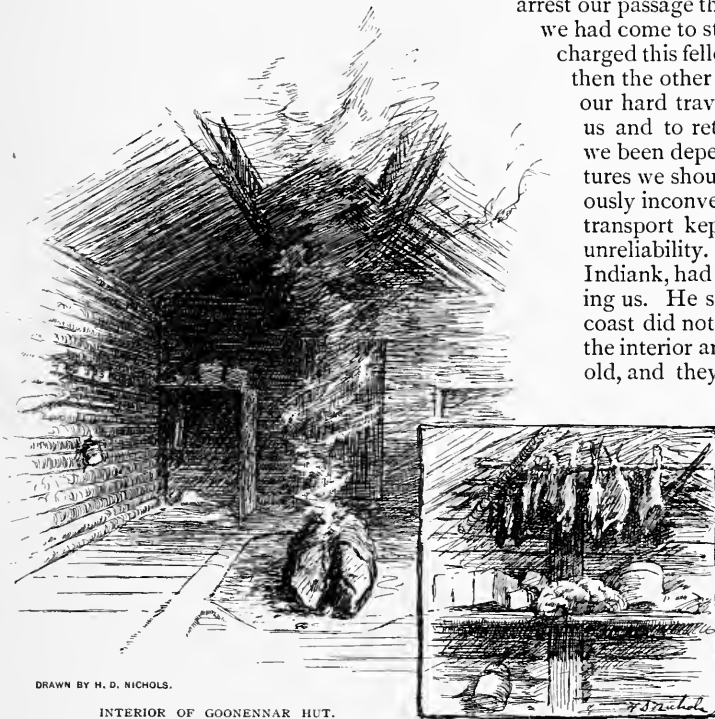 arrest our passage th
we had come to st
charged this fello
then the other
our hard trav
us and to ret
we been depe
tures we shou
ously inconve
transport kep
unreliability.
Indiank, had
ing us. He s
coast did not
the interior an
old, and they
H D Nichols
DRAWN BY H. D. NICHOLS.
INTERIOR OF GOONENNAR HUT.